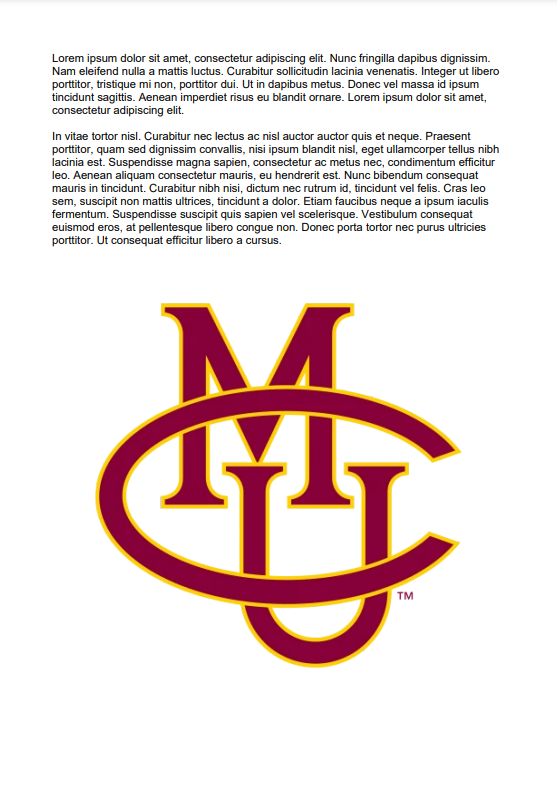 Lorem ipsum dolor sit amet, consectetur adipiscing elit. Nunc fringilla dapibus dignissim.
Nam eleifend nulla a mattis luctus. Curabitur sollicitudin lacinia venenatis. Integer ut libero
porttitor, tristique mi non, porttitor dui. Ut in dapibus metus. Donec vel massa id ipsum
tincidunt sagittis. Aenean imperdiet risus eu blandit ornare. Lorem ipsum dolor sit amet,
consectetur adipiscing elit.
In vitae tortor nisl. Curabitur nec lectus ac nisl auctor auctor quis et neque. Praesent
porttitor, quam sed dignissim convallis, nisi ipsum blandit nisl, eget ullamcorper tellus nibh
lacinia est. Suspendisse magna sapien, consectetur ac metus nec, condimentum efficitur
leo. Aenean aliquam consectetur mauris, eu hendrerit est. Nunc bibendum consequat
mauris in tincidunt. Curabitur nibh nisi, dictum nec rutrum id, tincidunt vel felis. Cras leo
sem, suscipit non mattis ultrices, tincidunt a dolor. Etiam faucibus neque a ipsum iaculis
fermentum. Suspendisse suscipit quis sapien vel scelerisque. Vestibulum consequat
euismod eros, at pellentesque libero congue non. Donec porta tortor nec purus ultricies
porttitor. Ut consequat efficitur libero a cursus.
CMU
TM